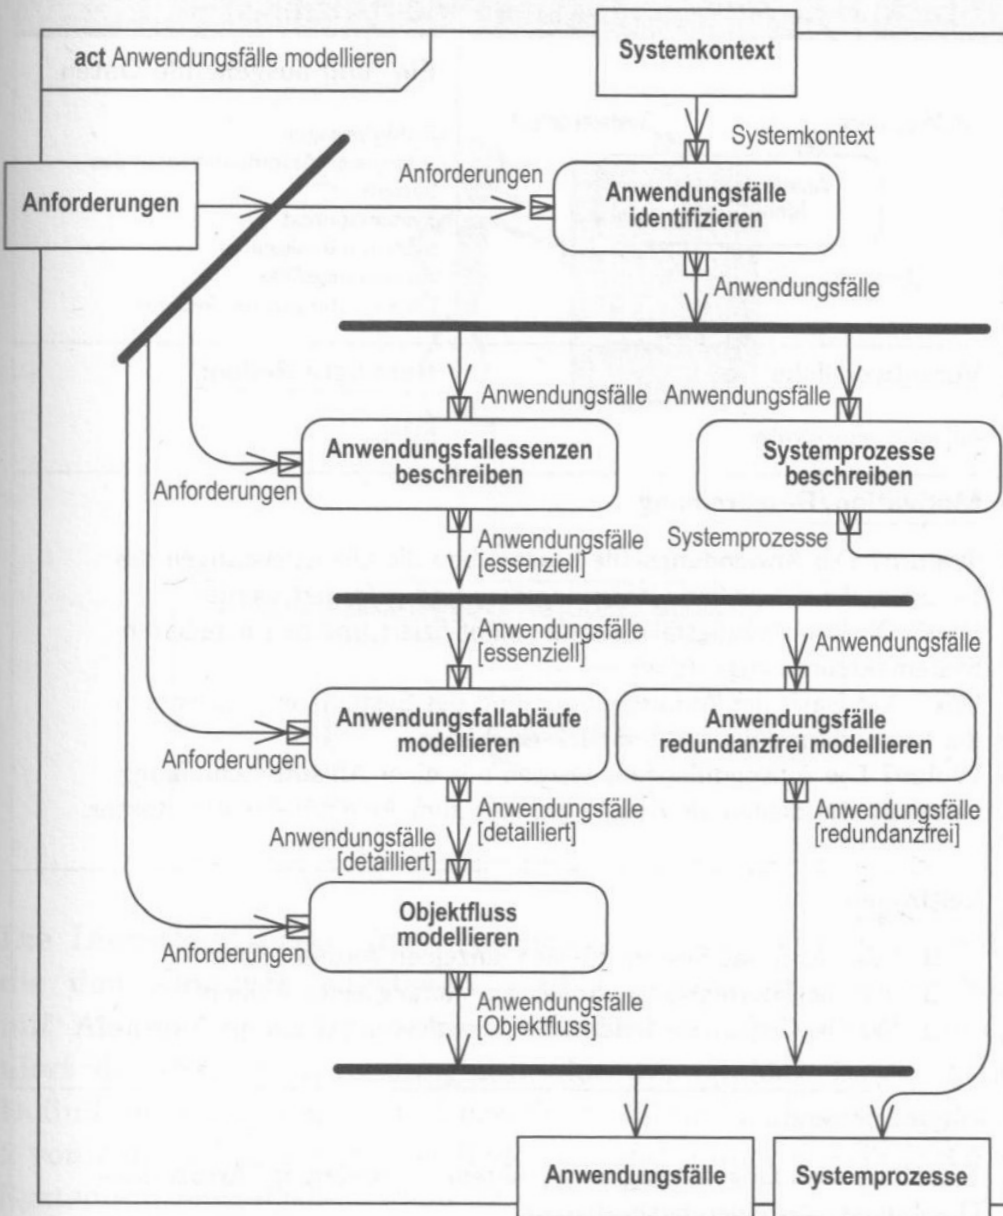 act Anwendungsfälle modellieren
Systemkontext
Systemkontext
Anforderungen
Anforderungen
Anwendungsfälle
identifizieren
Anwendungsfälle
Anwendungsfälle
Anwendungsfälle
Anwendungsfallessenzen
beschreiben
Systemprozesse
beschreiben
Anforderungen
Anwendungsfälle
[essenziell]
Systemprozesse
Anwendungsfälle
[essenziell]
Anwendungsfälle
Anwendungsfallabläufe
modellieren
Anwendungsfälle
redundanzfrei modellieren
Anforderungen
Anwendungsfälle
[detailliert]
Anwendungsfälle
[redundanzfrei]
Anwendungsfälle
[detailliert]
Objektfluss
modellieren
Anforderungen
Anwendungsfälle
[Objektfluss]
Anwendungsfälle
Systemprozesse